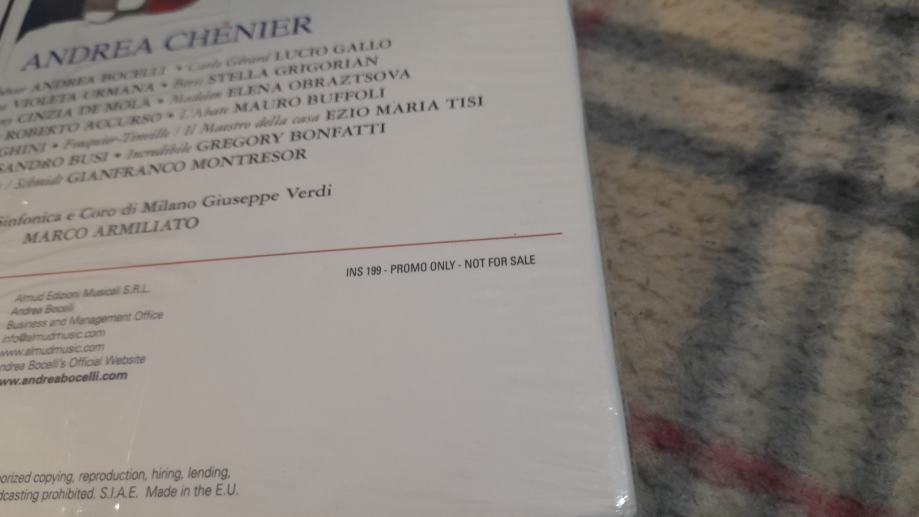 ANDREA CHÉNIER
ANDREA BOCELLI • Carlo Gérard LUCIO GALLO
VIOLETA URMANA • Bersi STELLA GRIGORIAN
CINZIA DE MOLA • Madelon ELENA OBRAZTSOVA
ROBERTO ACCURSO • L'Abate MAURO BUFFOLI
GHINI • Fouquier-Tinville / Il Maestro della casa EZIO MARIA TISI
SANDRO BUSI • Incredibile GREGORY BONFATTI
/ Schmidt GIANFRANCO MONTRESOR
Sinfonica e Coro di Milano Giuseppe Verdi
MARCO ARMILIATO
INS 199 - PROMO ONLY - NOT FOR SALE
Almud Edizioni Musicali S.R.L.
Andrea Bocelli
Business and Management Office
info@almudmusic.com
www.almudmusic.com
ndrea Bocelli's Official Website
www.andreabocelli.com
orized copying, reproduction, hiring, lending,
dcasting prohibited. S.I.A.E. Made in the E.U.